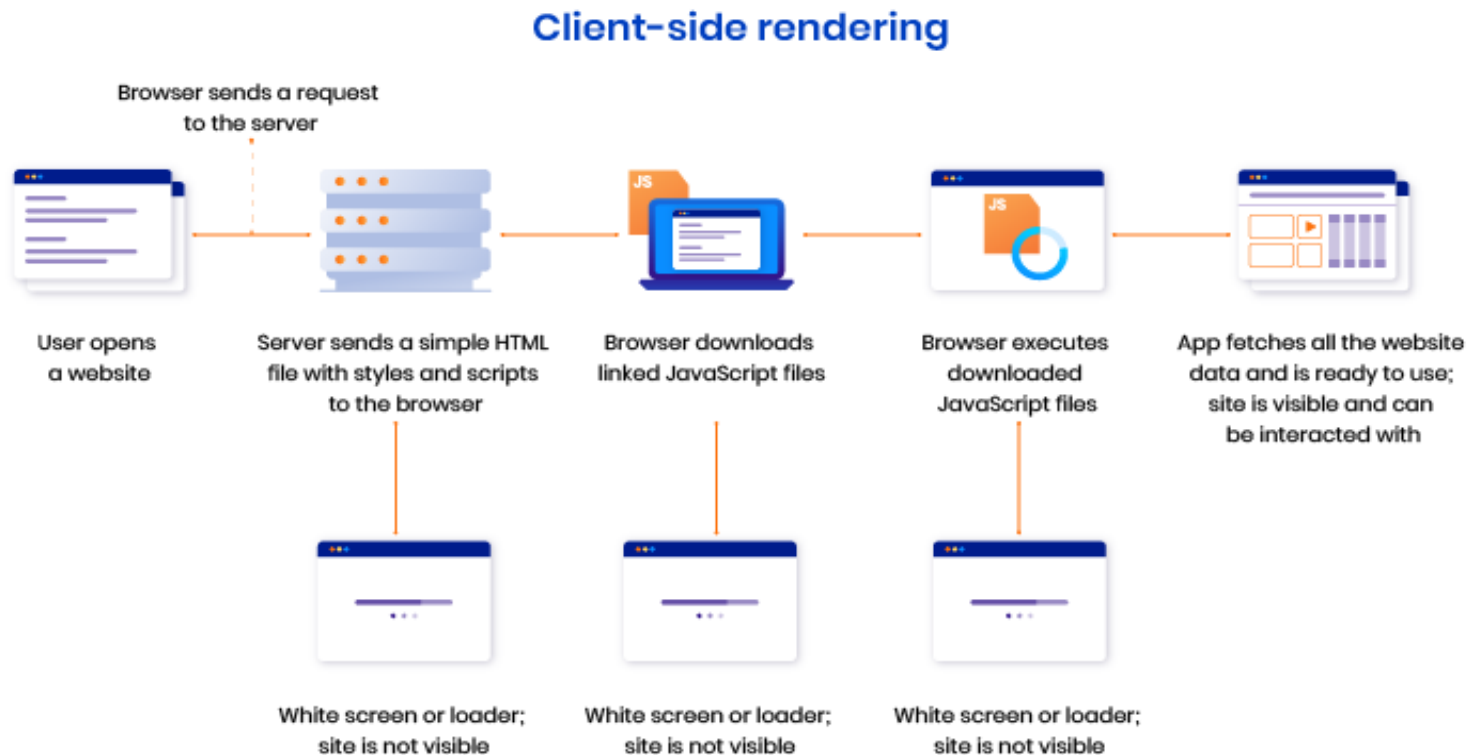 Client-side rendering
Browser sends a request
to the server
JS
JS
User opens
a website
Server sends a simple HTML
file with styles and scripts
to the browser
Browser downloads
linked JavaScript files
Browser executes
downloaded
JavaScript files
App fetches all the website
data and is ready to use;
site is visible and can
be interacted with
White screen or loader;
site is not visible
White screen or loader;
site is not visible
White screen or loader;
site is not visible